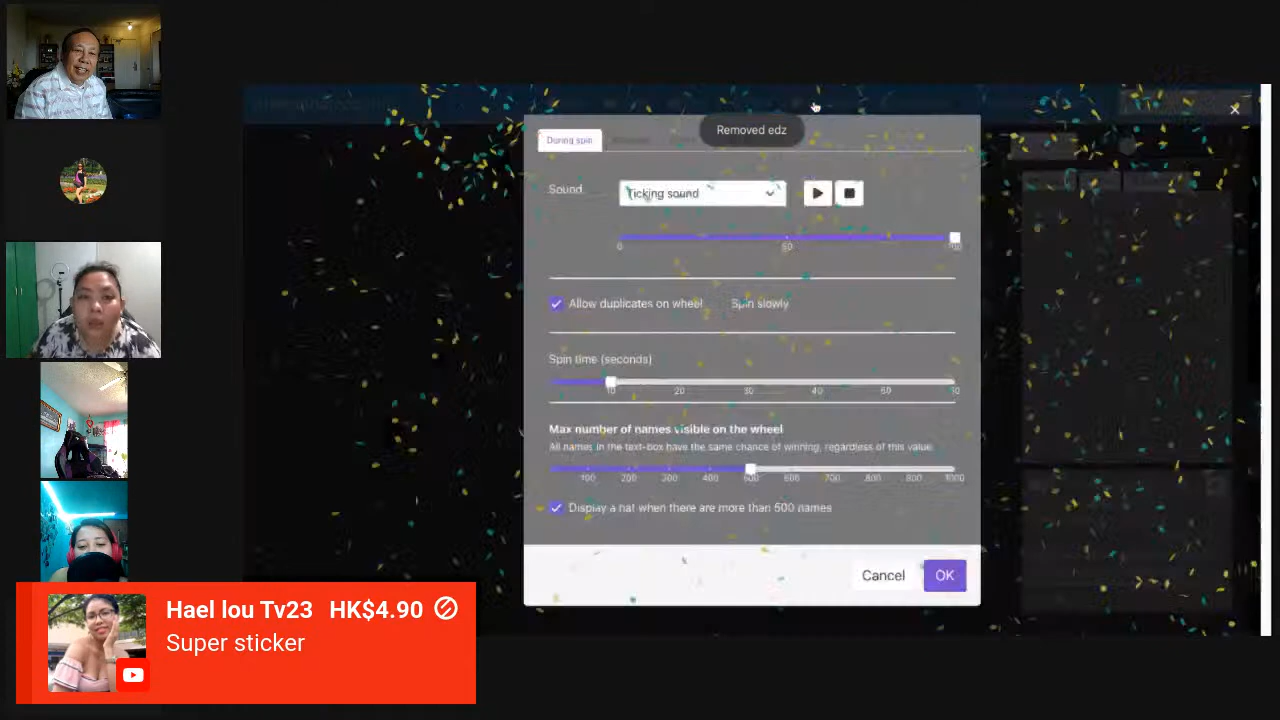 Removed edz
During spin
Sound
Ticking sound
0 50
Allow duplicates on wheel Spin slowly
Spin time (seconds)
10 20 30 40
Max number of names visible on the wheel
All names in the text-box have the same chance of winning, regardless of this value.
100 200 300 400 500 600 700 800 900 1000
Display a hat when there are more than 500 names
Cancel OK
Hael lou Tv23 HK$4.90
Super sticker